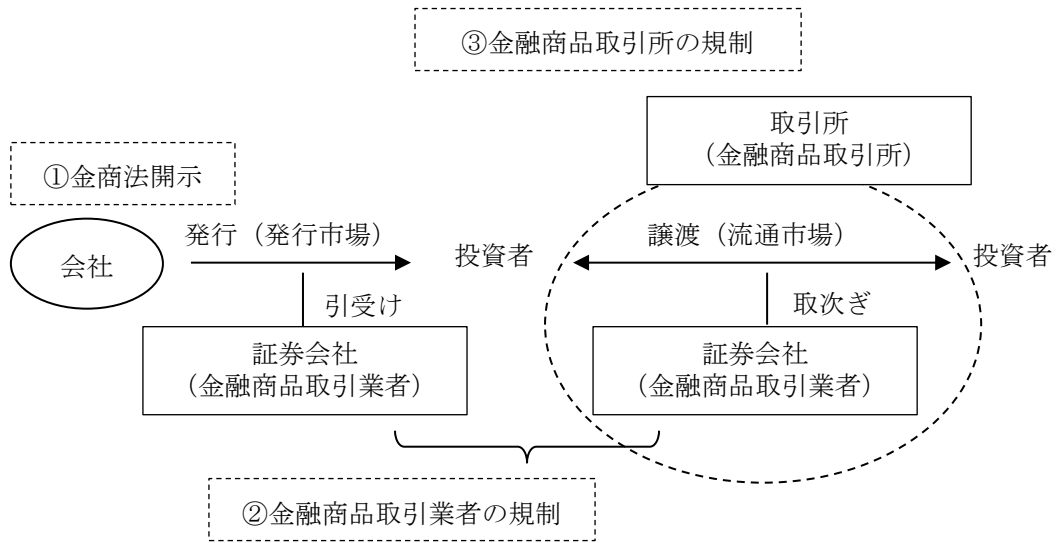 ③金融商品取引所の規制
取引所
（金融商品取引所）
①金商法開示
会社
発行（発行市場）
投資者
譲渡（流通市場）
投資者
引受け
取次ぎ
証券会社
（金融商品取引業者）
証券会社
（金融商品取引業者）
②金融商品取引業者の規制